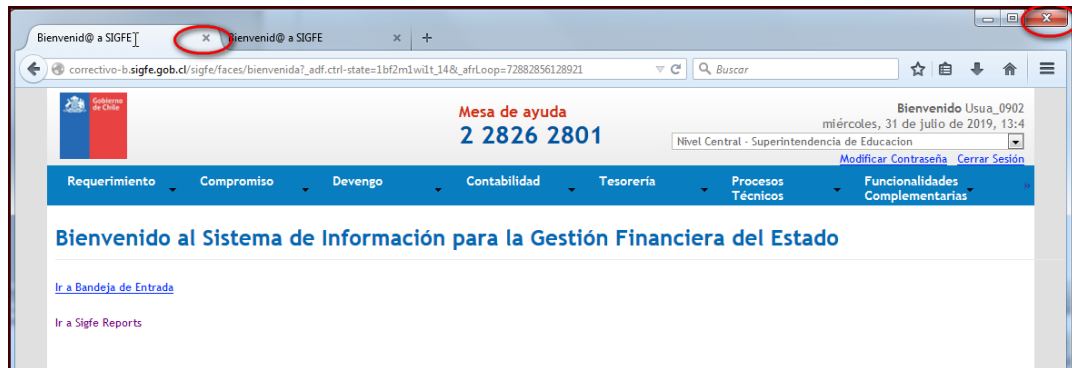 Bienvenid@ a SIGFE
Bienvenid@ a SIGFE
correctivo-b.sigfe.gob.cl/sigfe/faces/bienvenida?_adf.ctrl-state=1bf2m1wi1t_14&_afrLoop=72882856128921
Buscar
Gobierno
de Chile
Mesa de ayuda
2 2826 2801
Bienvenido Usua_0902
miércoles, 31 de julio de 2019, 13:4
Nivel Central - Superintendencia de Educacion
Modificar Contraseña Cerrar Sesión
Requerimiento Compromiso Devengo Contabilidad Tesorería Procesos Técnicos Funcionalidades Complementarias »
Bienvenido al Sistema de Información para la Gestión Financiera del Estado
Ir a Bandeja de Entrada
Ir a Sigfe Reports